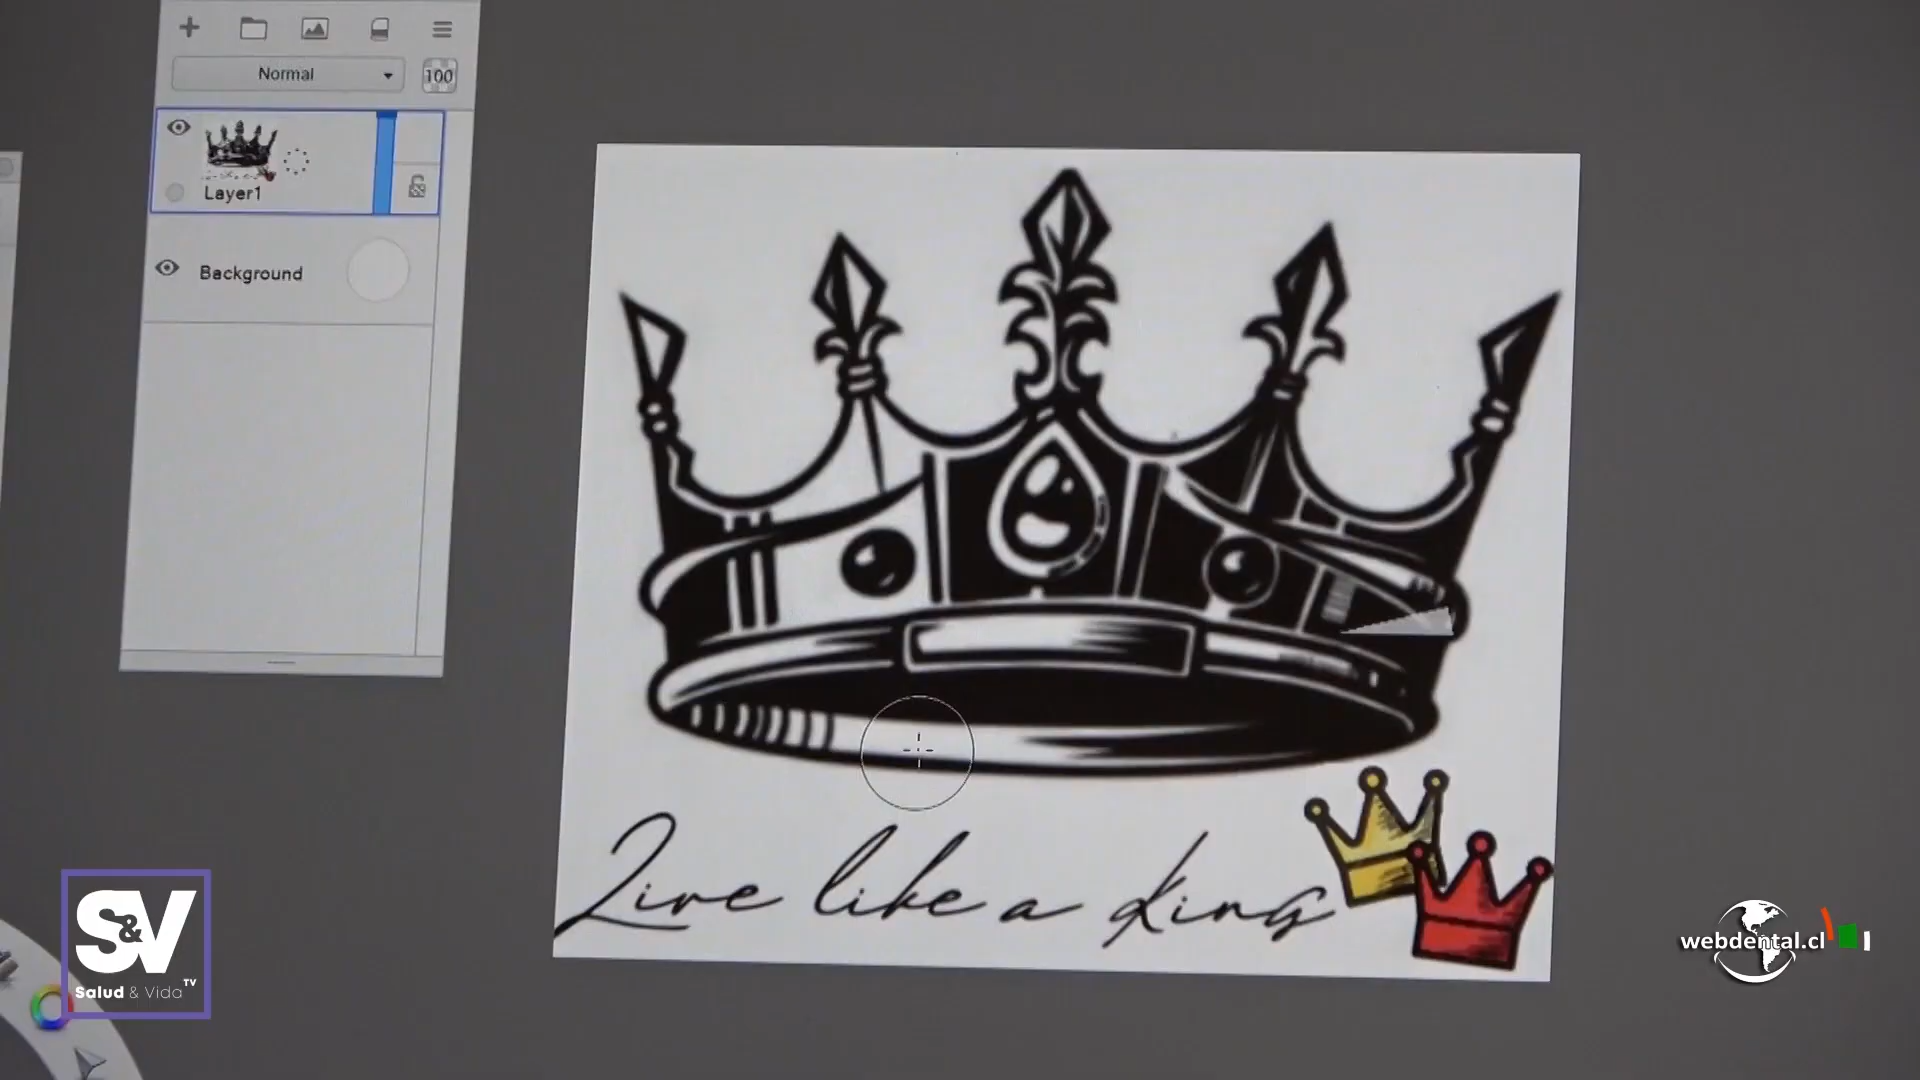 Normal
100
Layer1
Background
Live like a King
S&V
Salud & Vida TV
webdental.cl